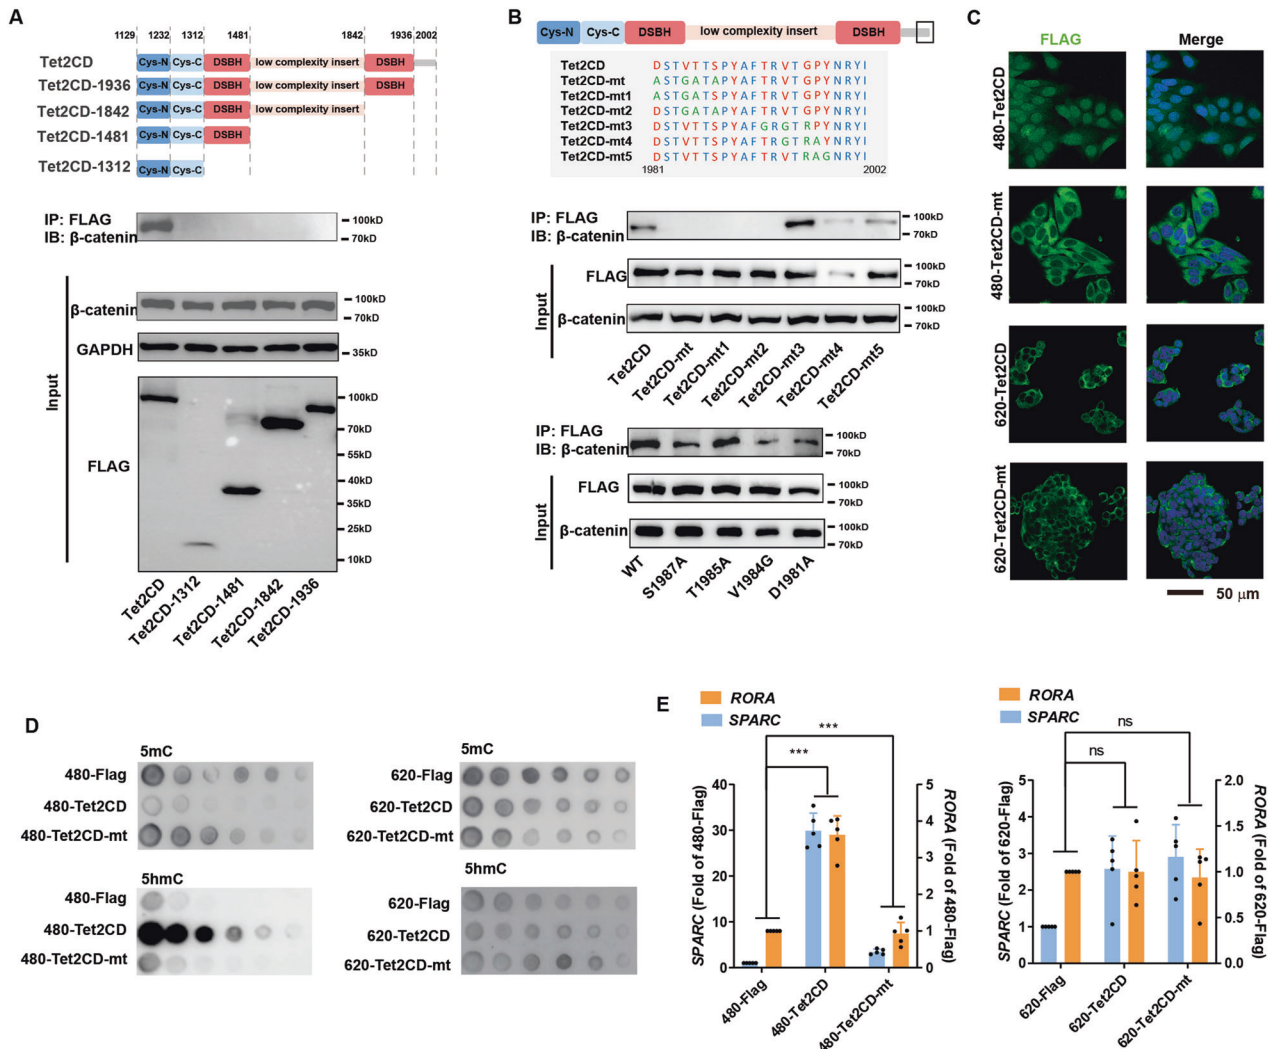 A
1129 1232 1312 1481 1842 1936 2002
Tet2CD Cys-N Cys-C DSBH low complexity insert DSBH
Tet2CD-1936 Cys-N Cys-C DSBH low complexity insert DSBH
Tet2CD-1842 Cys-N Cys-C DSBH low complexity insert
Tet2CD-1481 Cys-N Cys-C DSBH
Tet2CD-1312 Cys-N Cys-C
IP: FLAG
IB: β-catenin
100kD
70kD
Input
β-catenin
100kD
70kD
GAPDH
35kD
FLAG
100kD
70kD
55kD
40kD
35kD
25kD
10kD
Tet2CD
Tet2CD-1312
Tet2CD-1481
Tet2CD-1842
Tet2CD-1936
B
Cys-N Cys-C DSBH low complexity insert DSBH
Tet2CD D S T V T T S P Y A F T R V T G P Y N R Y I
Tet2CD-mt A S T G A T A P Y A F T R V T G P Y N R Y I
Tet2CD-mt1 A S T G A T S P Y A F T R V T G P Y N R Y I
Tet2CD-mt2 D S T G A T A P Y A F T R V T G P Y N R Y I
Tet2CD-mt3 D S T V T T S P Y A F G R G T R P Y N R Y I
Tet2CD-mt4 D S T V T T S P Y A F T R G T R A Y N R Y I
Tet2CD-mt5 D S T V T T S P Y A F T R V T R A G N R Y I
1981 2002
IP: FLAG
IB: β-catenin
100kD
70kD
Input
FLAG
100kD
70kD
β-catenin
100kD
70kD
Tet2CD
Tet2CD-mt
Tet2CD-mt1
Tet2CD-mt2
Tet2CD-mt3
Tet2CD-mt4
Tet2CD-mt5
IP: FLAG
IB: β-catenin
100kD
70kD
Input
FLAG
100kD
70kD
β-catenin
100kD
70kD
WT
S1987A
T1985A
V1984G
D1981A
C
FLAG Merge
480-Tet2CD
480-Tet2CD-mt
620-Tet2CD
620-Tet2CD-mt
50 μm
D
5mC
480-Flag
480-Tet2CD
480-Tet2CD-mt
5hmC
480-Flag
480-Tet2CD
480-Tet2CD-mt
5mC
620-Flag
620-Tet2CD
620-Tet2CD-mt
5hmC
620-Flag
620-Tet2CD
620-Tet2CD-mt
E
RORA
SPARC
***
***
SPARC (Fold of 480-Flag)
40
30
20
10
0
5
4
3
2
1
0
RORA (Fold of 480-Flag)
480-Flag
480-Tet2CD
480-Tet2CD-mt
RORA
SPARC
ns
ns
SPARC (Fold of 620-Flag)
5
4
3
2
1
0
2.0
1.5
1.0
0.5
0.0
RORA (Fold of 620-Flag)
620-Flag
620-Tet2CD
620-Tet2CD-mt